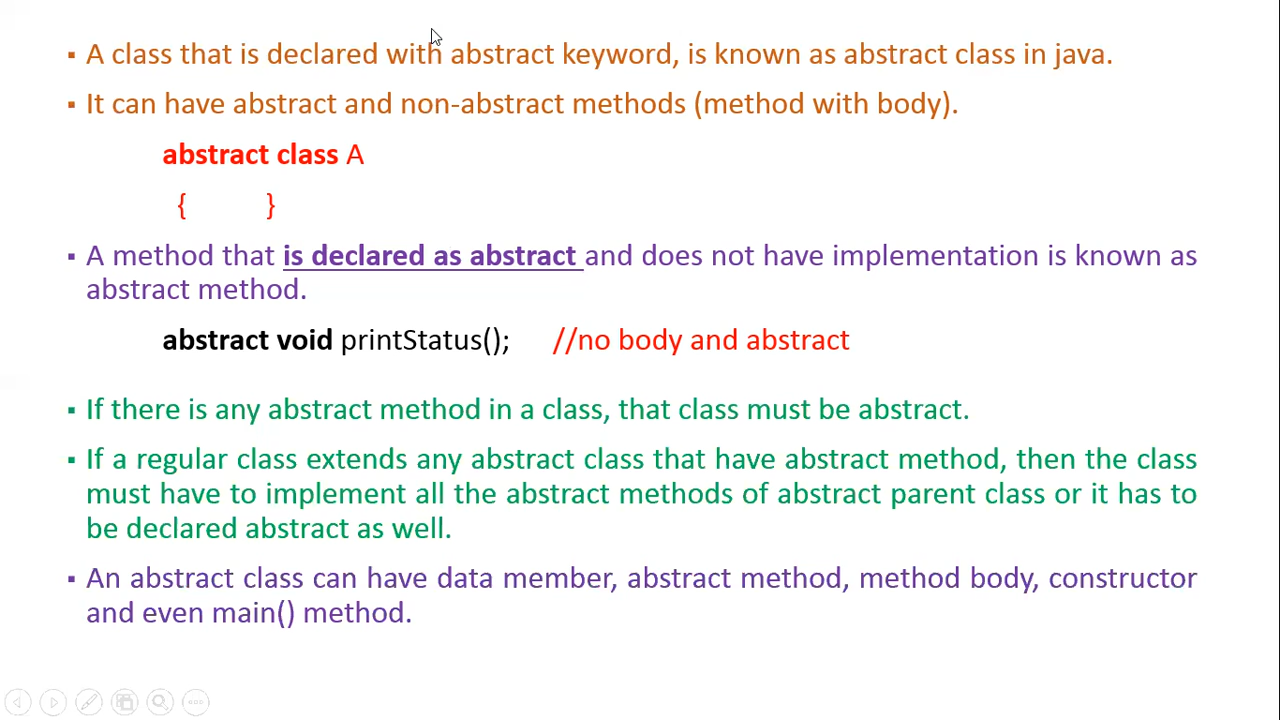 ▪ A class that is declared with abstract keyword, is known as abstract class in java.
▪ It can have abstract and non-abstract methods (method with body).
abstract class A
{ }
▪ A method that is declared as abstract and does not have implementation is known as
abstract method.
abstract void printStatus(); //no body and abstract
▪ If there is any abstract method in a class, that class must be abstract.
▪ If a regular class extends any abstract class that have abstract method, then the class
must have to implement all the abstract methods of abstract parent class or it has to
be declared abstract as well.
▪ An abstract class can have data member, abstract method, method body, constructor
and even main() method.